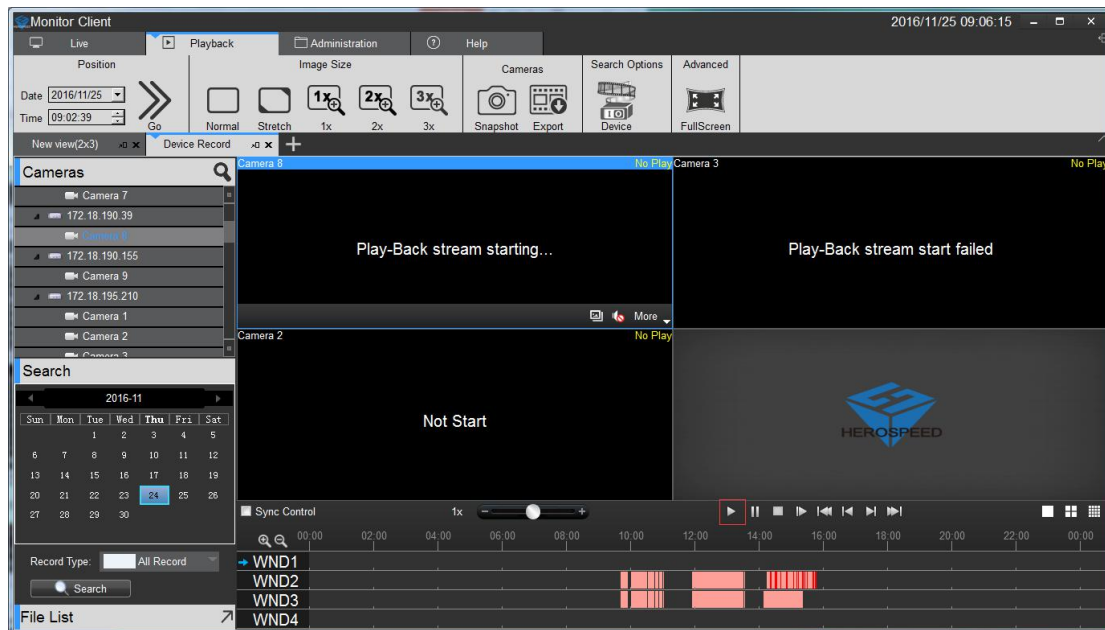 Monitor Client 2016/11/25 09:06:15
Live Playback Administration Help
Position Image Size Cameras Search Options Advanced
Date 2016/11/25
Time 09:02:39
Go Normal Stretch 1x 2x 3x Snapshot Export Device FullScreen
1x 2x 3x
New view(2x3) Device Record
Cameras
Camera 7
172.18.190.39
Camera 8
172.18.190.155
Camera 9
172.18.195.210
Camera 1
Camera 2
Camera 3
Camera 8 No Play
Play-Back stream starting...
More
Camera 3 No Play
Play-Back stream start failed
Camera 2 No Play
Not Start
HEROSPEED
Search
2016-11
Sun Mon Tue Wed Thu Fri Sat
1 2 3 4 5
6 7 8 9 10 11 12
13 14 15 16 17 18 19
20 21 22 23 24 25 26
27 28 29 30
Record Type: All Record
Search
File List
Sync Control 1x
00:00 02:00 04:00 06:00 08:00 10:00 12:00 14:00 16:00 18:00 20:00 22:00 00:00
WND1
WND2
WND3
WND4